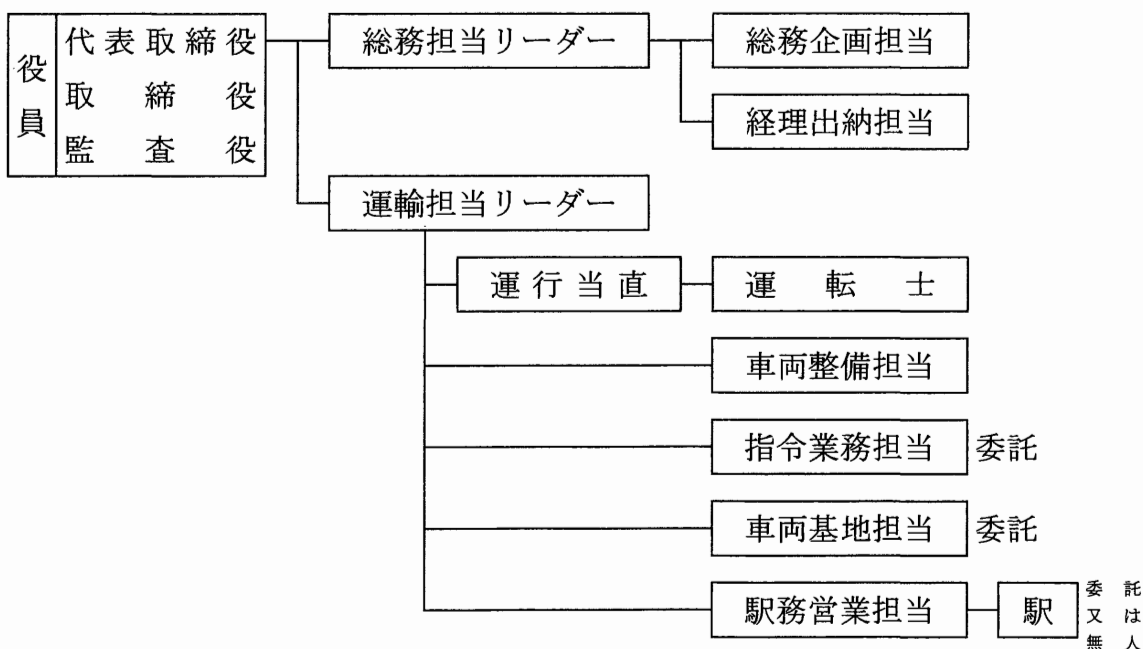 役員
代表取締役
取締役
監査役
総務担当リーダー
総務企画担当
経理出納担当
運輸担当リーダー
運行当直
運転士
車両整備担当
指令業務担当 委託
車両基地担当 委託
駅務営業担当
駅
委託
又は
無人